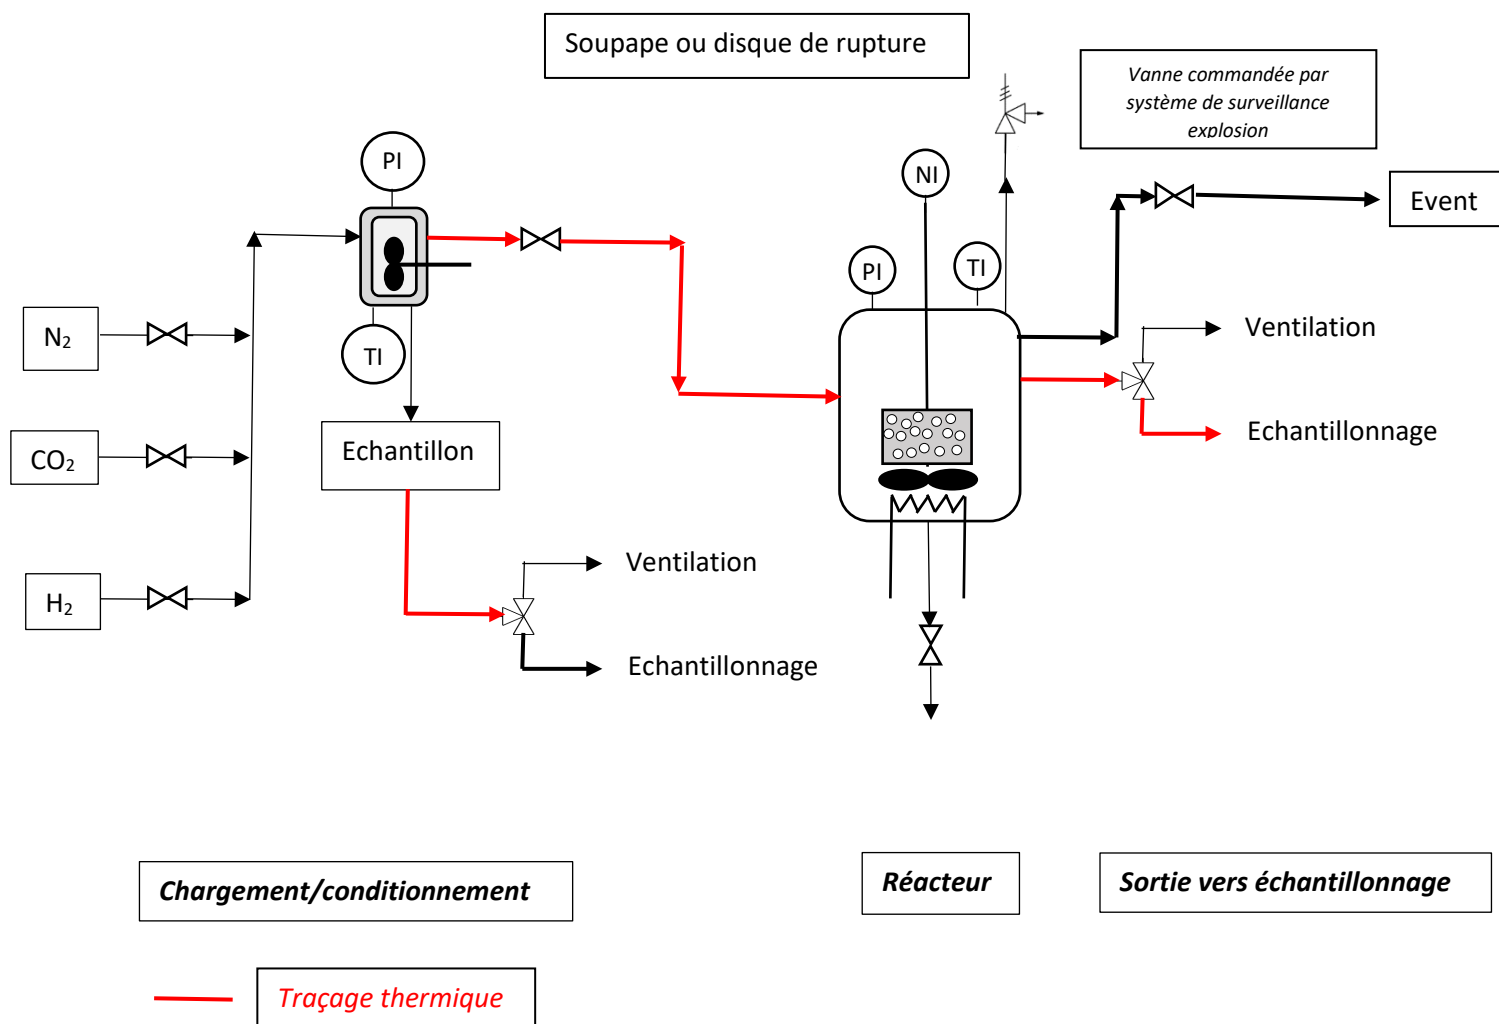 Soupape ou disque de rupture
Vanne commandée par
système de surveillance
explosion
PI
NI
Event
PI
TI
N₂
TI
Ventilation
Echantillonnage
Echantillon
CO₂
Ventilation
H₂
Echantillonnage
Chargement/conditionnement
Réacteur
Sortie vers échantillonnage
Traçage thermique